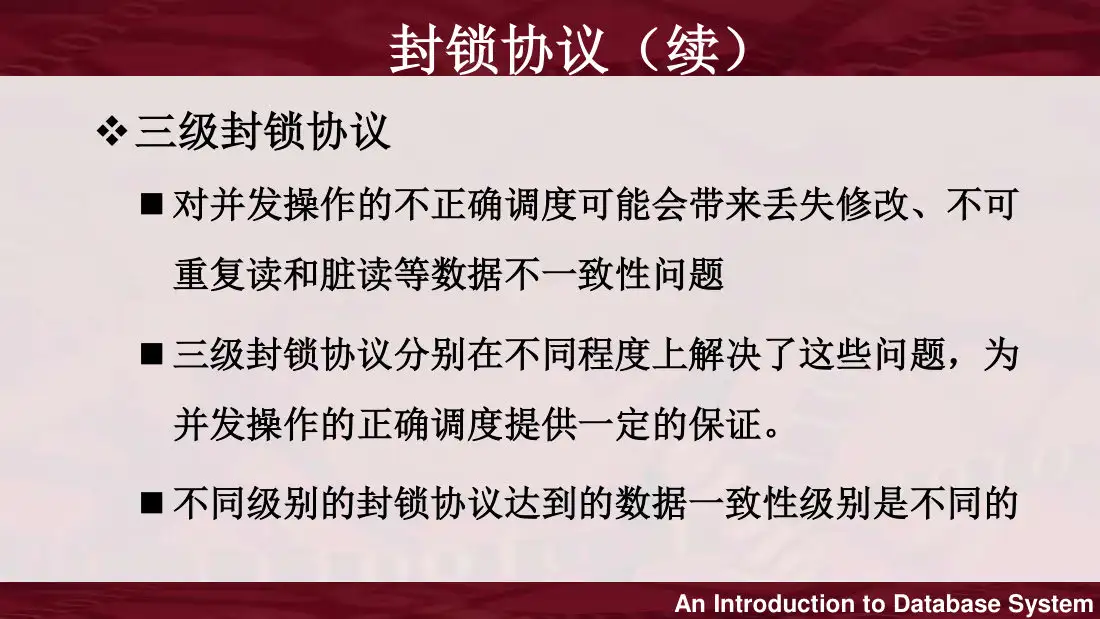 封锁协议（续）
❖三级封锁协议
■ 对并发操作的不正确调度可能会带来丢失修改、不可
重复读和脏读等数据不一致性问题
■ 三级封锁协议分别在不同程度上解决了这些问题，为
并发操作的正确调度提供一定的保证。
■ 不同级别的封锁协议达到的数据一致性级别是不同的
An Introduction to Database System